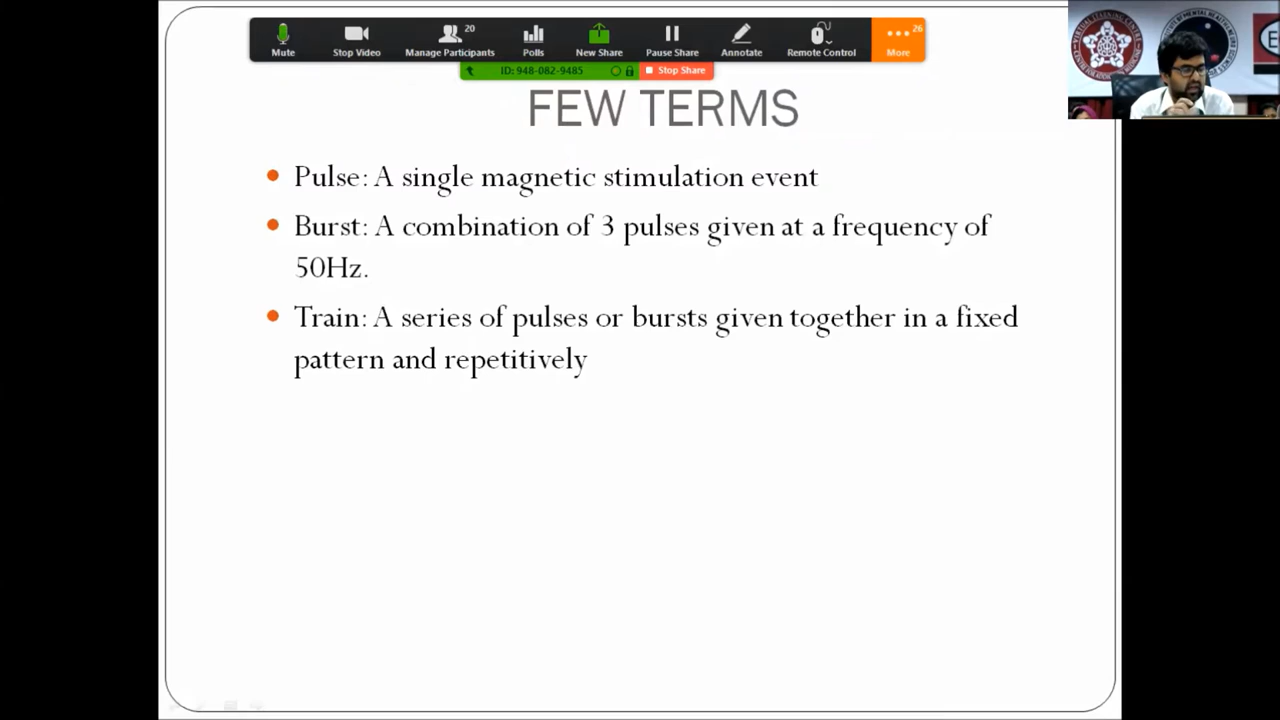 20
26
Mute
Stop Video
Manage Participants
Polls
New Share
Pause Share
Annotate
Remote Control
More
ID: 948-082-9485
Stop Share
FEW TERMS
Pulse: A single magnetic stimulation event
Burst: A combination of 3 pulses given at a frequency of
50Hz.
Train: A series of pulses or bursts given together in a fixed
pattern and repetitively